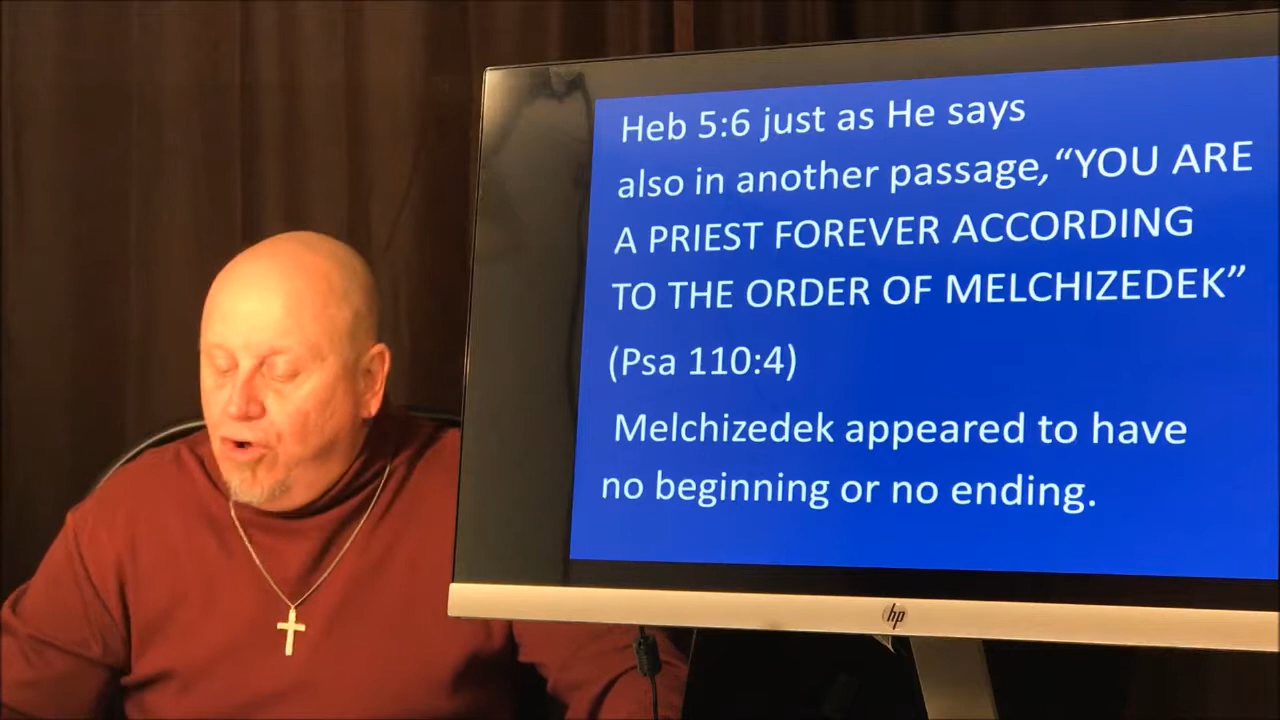 Heb 5:6 just as He says
also in another passage, “YOU ARE
A PRIEST FOREVER ACCORDING
TO THE ORDER OF MELCHIZEDEK”
(Psa 110:4)
Melchizedek appeared to have
no beginning or no ending.
hp